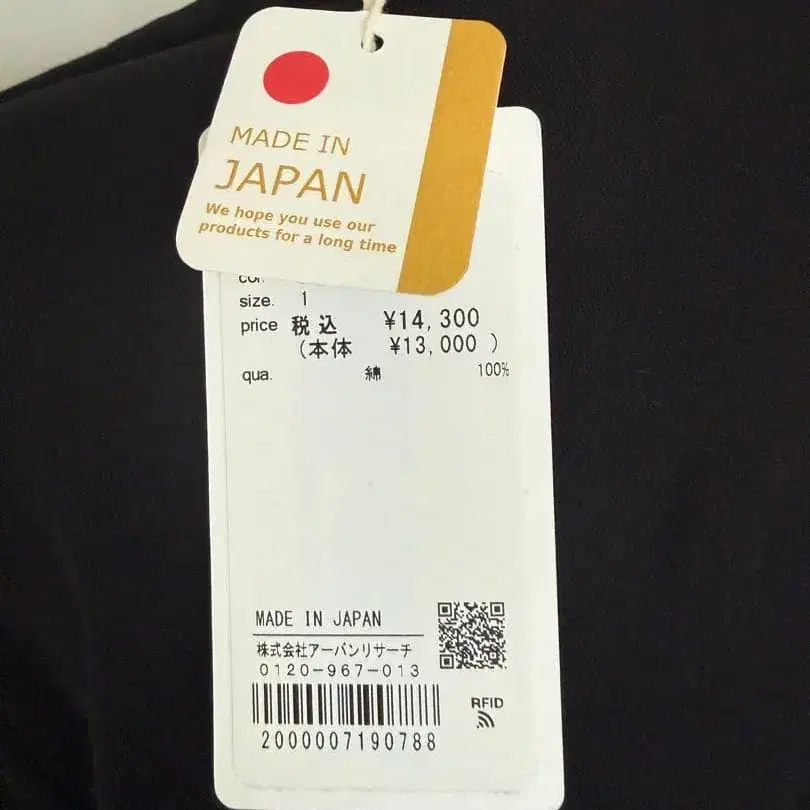 MADE IN
JAPAN
We hope you use our
products for a long time
size. 1
price 税込 ¥14,300
(本体 ¥13,000 )
qua. 綿 100%
MADE IN JAPAN
株式会社アーバンリサーチ
0120-967-013
RFID
2000007190788